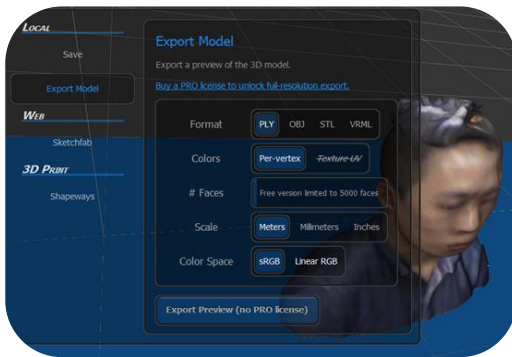 Local
Save
Export Model
Web
Sketchfab
3D Print
Shapeways
Export Model
Export a preview of the 3D model.
Buy a PRO license to unlock full-resolution export.
Format PLY OBJ STL VRML
Colors Per-vertex Texture UV
# Faces Free version limited to 5000 faces
Scale Meters Milimeters Inches
Color Space sRGB Linear RGB
Export Preview (no PRO license)